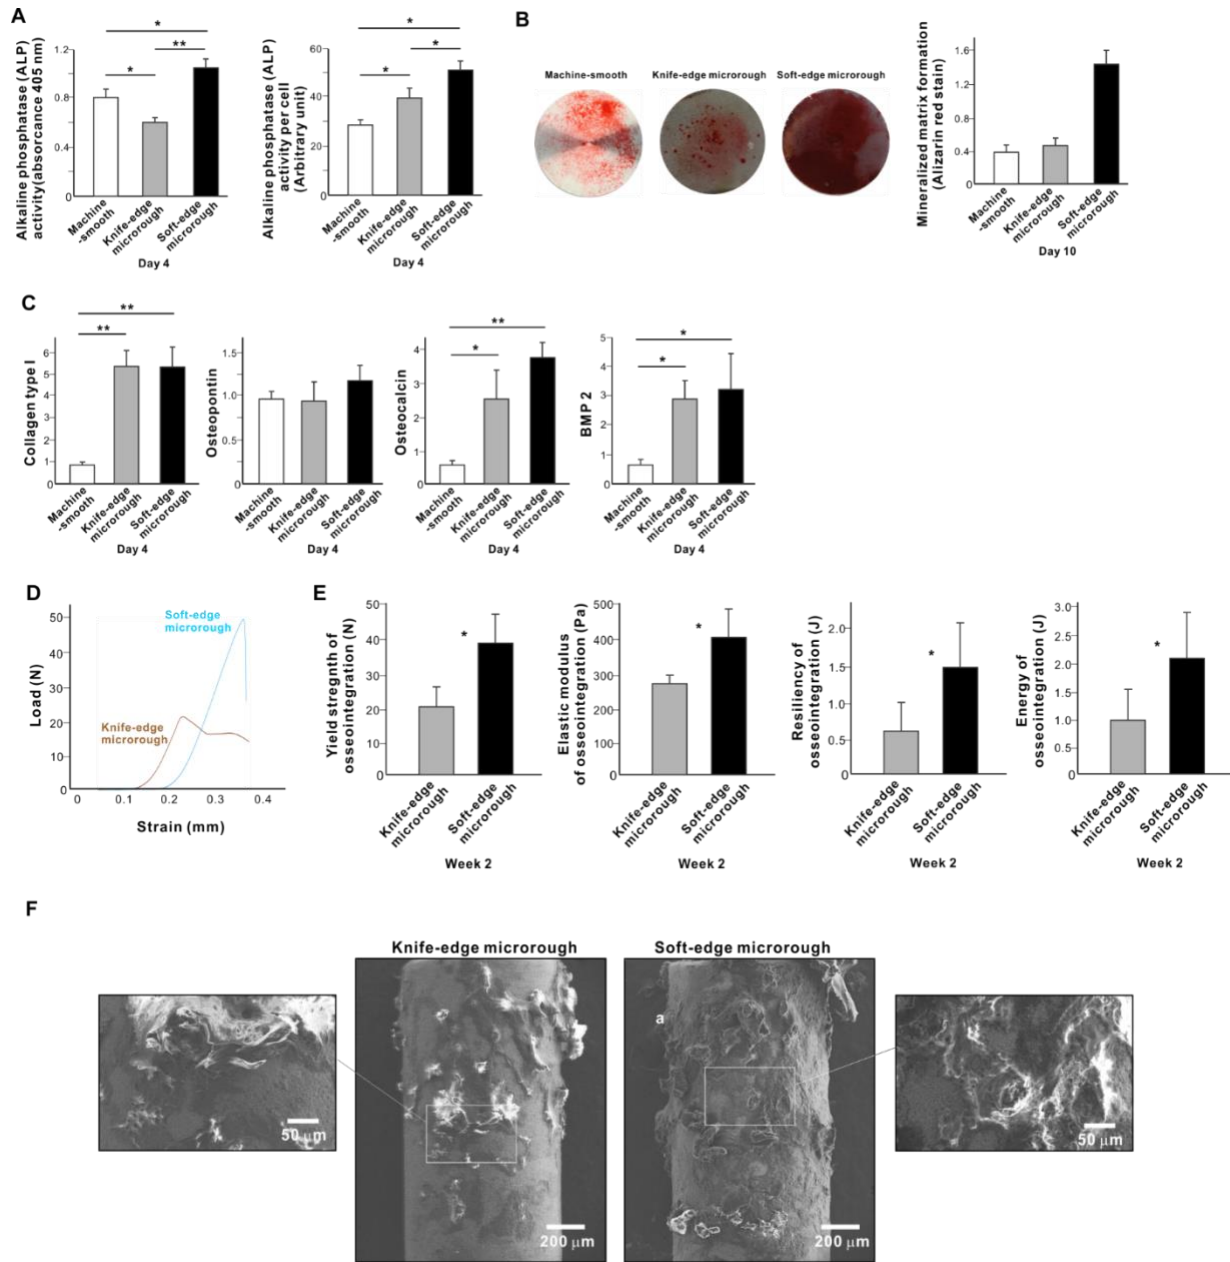 A
Alkaline phosphatase (ALP)
activity(absorcance 405 nm)
1.2
0.8
0.4
0
*
**
*
Machine
-smooth
Knife-edge
microrough
Soft-edge
microrough
Day 4
Alkaline phosphatase (ALP)
activity per cell
(Arbitrary unit)
60
40
20
0
*
*
*
Machine
-smooth
Knife-edge
microrough
Soft-edge
microrough
Day 4
B
Machine-smooth
Knife-edge microrough
Soft-edge microrough
Mineralized matrix formation
(Alizarin red stain)
1.6
1.2
0.8
0.4
0
Machine
-smooth
Knife-edge
microrough
Soft-edge
microrough
Day 10
C
Collagen type I
6
5
4
3
2
1
0
**
**
Machine
-smooth
Knife-edge
microrough
Soft-edge
microrough
Day 4
Osteopontin
1.5
1.0
0.5
0
Machine
-smooth
Knife-edge
microrough
Soft-edge
microrough
Day 4
Osteocalcin
4
3
2
1
0
**
*
Machine
-smooth
Knife-edge
microrough
Soft-edge
microrough
Day 4
BMP 2
5
4
3
2
1
0
*
*
Machine
-smooth
Knife-edge
microrough
Soft-edge
microrough
Day 4
D
Load (N)
50
40
30
20
10
0
Soft-edge
microrough
Knife-edge
microrough
0 0.1 0.2 0.3 0.4
Strain (mm)
E
Yield stregnth of
osseointegration (N)
50
40
30
20
10
0
*
Knife-edge
microrough
Soft-edge
microrough
Week 2
Elastic modulus
of osseointegration (Pa)
500
400
300
200
100
0
*
Knife-edge
microrough
Soft-edge
microrough
Week 2
Resiliency of
osseointegration (J)
2.0
1.5
1.0
0.5
0
*
Knife-edge
microrough
Soft-edge
microrough
Week 2
Energy of
osseointegration (J)
3.0
2.5
2.0
1.5
1.0
0.5
0
*
Knife-edge
microrough
Soft-edge
microrough
Week 2
F
Knife-edge microrough
Soft-edge microrough
a
50 μm
200 μm
200 μm
50 μm